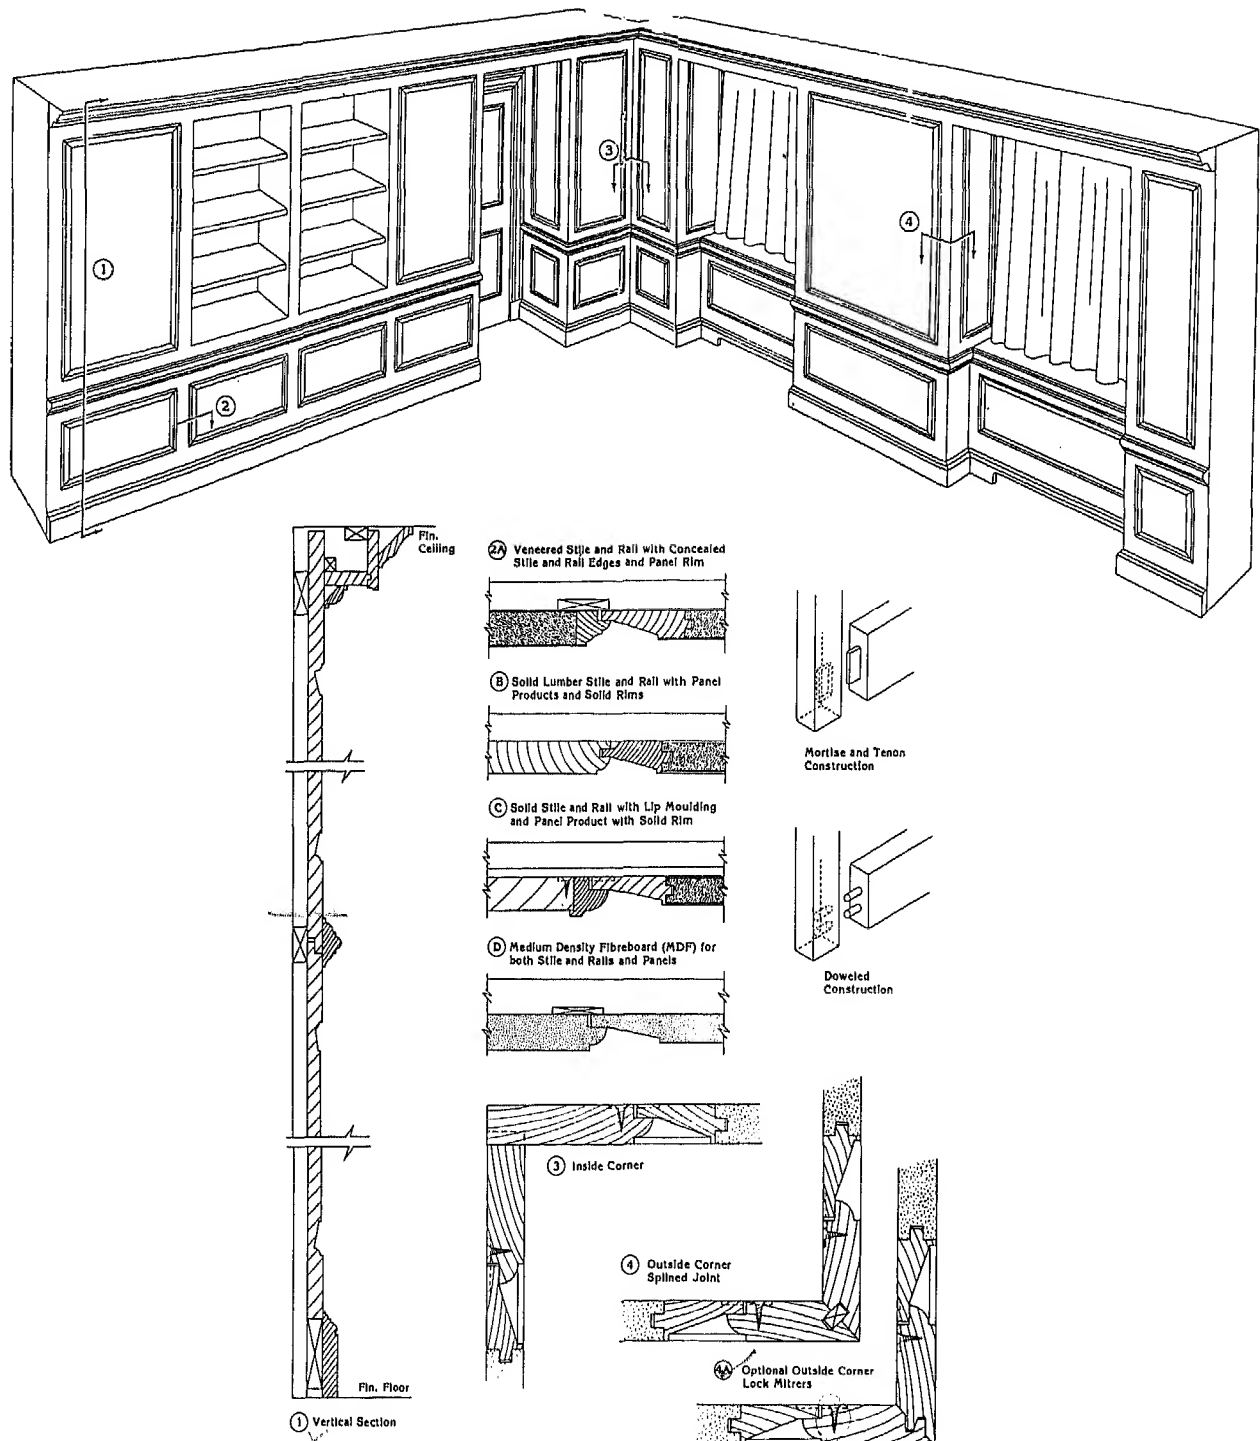 1
2
3
4
Fin.
Ceiling
2A Veneered Stile and Rail with Concealed
Stile and Rail Edges and Panel Rim
B Solid Lumber Stile and Rail with Panel
Products and Solid Rims
Mortise and Tenon
Construction
C Solid Stile and Rail with Lip Moulding
and Panel Product with Solid Rim
D Medium Density Fibreboard (MDF) for
both Stile and Rails and Panels
Doweled
Construction
3 Inside Corner
4 Outside Corner
Splined Joint
4A Optional Outside Corner
Lock Mitrers
Fin. Floor
1 Vertical Section